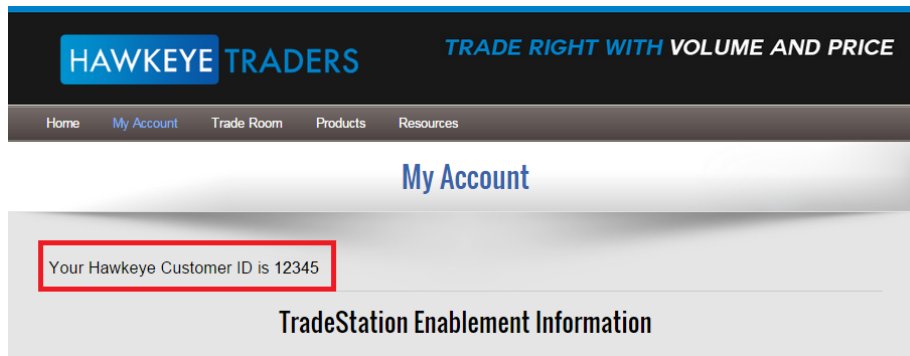 HAWKEYE TRADERS
TRADE RIGHT WITH VOLUME AND PRICE
Home My Account Trade Room Products Resources
My Account
Your Hawkeye Customer ID is 12345
TradeStation Enablement Information